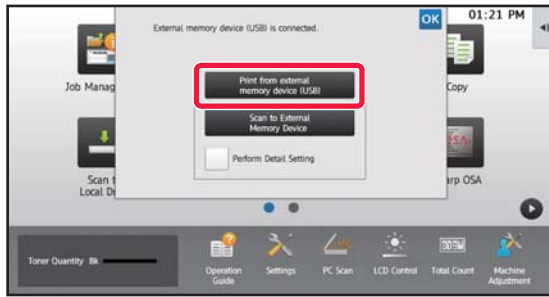 External memory device (USB) is connected.
OK
01:21 PM
Print from external
memory device (USB)
Job Manag
Copy
Scan to External
Memory Device
Perform Detail Setting
Scan t
Local Dr
arp OSA
Toner Quantity Bk
Operation
Guide
Settings
PC Scan
LCD Control
Total Count
Machine
Adjustment